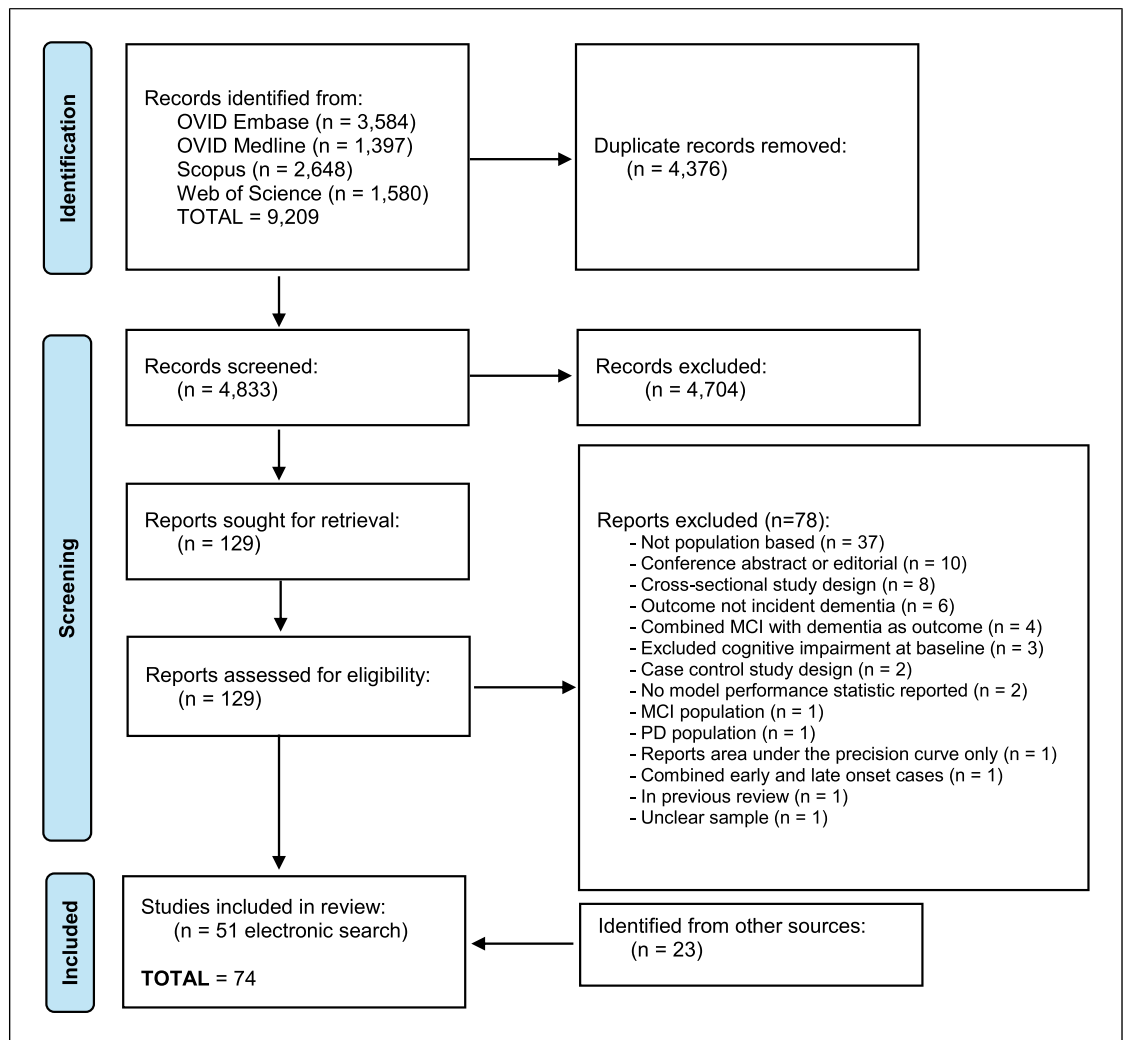 Identification
Records identified from:
OVID Embase (n = 3,584)
OVID Medline (n = 1,397)
Scopus (n = 2,648)
Web of Science (n = 1,580)
TOTAL = 9,209
Duplicate records removed:
(n = 4,376)
Screening
Records screened:
(n = 4,833)
Records excluded:
(n = 4,704)
Reports sought for retrieval:
(n = 129)
Reports assessed for eligibility:
(n = 129)
Reports excluded (n=78):
- Not population based (n = 37)
- Conference abstract or editorial (n = 10)
- Cross-sectional study design (n = 8)
- Outcome not incident dementia (n = 6)
- Combined MCI with dementia as outcome (n = 4)
- Excluded cognitive impairment at baseline (n = 3)
- Case control study design (n = 2)
- No model performance statistic reported (n = 2)
- MCI population (n = 1)
- PD population (n = 1)
- Reports area under the precision curve only (n = 1)
- Combined early and late onset cases (n = 1)
- In previous review (n = 1)
- Unclear sample (n = 1)
Included
Studies included in review:
(n = 51 electronic search)
TOTAL = 74
Identified from other sources:
(n = 23)